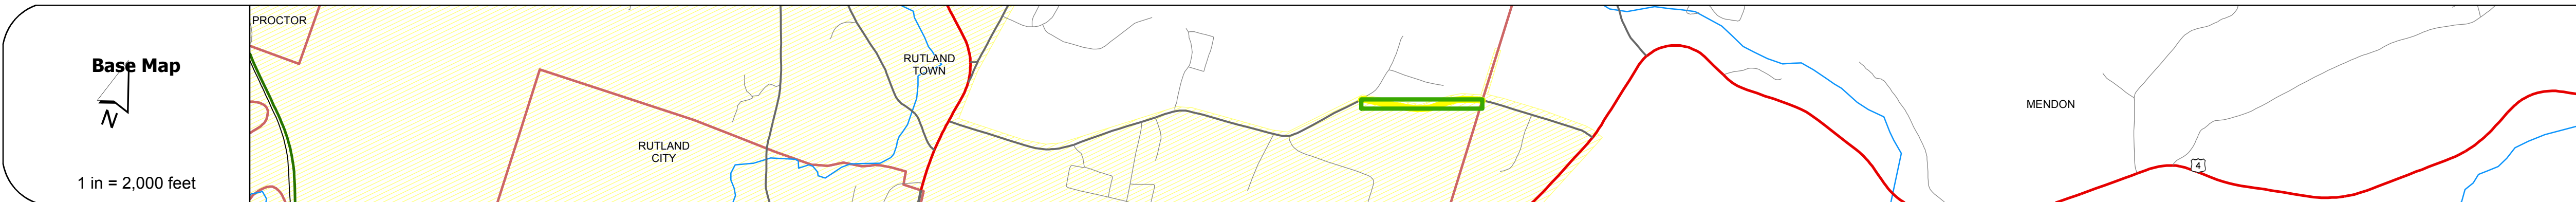 PROCTOR
Base Map
N
1 in = 2,000 feet
RUTLAND
TOWN
RUTLAND
CITY
MENDON
4